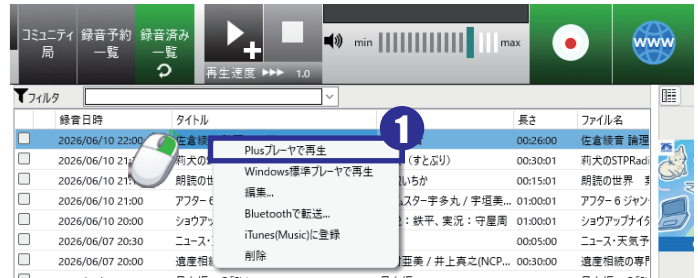 コミュニティ 録音予約 録音済み
局 一覧 一覧
min max
www
再生速度 ▶▶▶ 1.0
フィルタ
録音日時 タイトル 長さ ファイル名
1
2026/06/10 22:00 佐倉綾音 00:26:00 佐倉綾音 論理
Plusプレーヤで再生
2026/06/10 21: 莉犬の (すとぷり) 00:30:01 莉犬のSTPRadi
Windows標準プレーヤで再生
2026/06/10 21: 朗読の世 いちか 00:15:01 朗読の世界
編集...
2026/06/10 21:00 アフター6 ムスター宇多丸 / 宇垣美... 01:00:01 アフター6 ジャン
Bluetoothで転送...
2026/06/10 20:00 ショウアッ : 鉄平、実況:守屋周 01:00:01 ショウアップナイタ
iTunes(Music)に登録
2026/06/07 20:30 ニュース・ 00:05:00 ニュース・天気予
削除
2026/06/07 20:00 遺産相続 亜美 / 井上真之(NCP... 00:30:00 遺産相続の専門